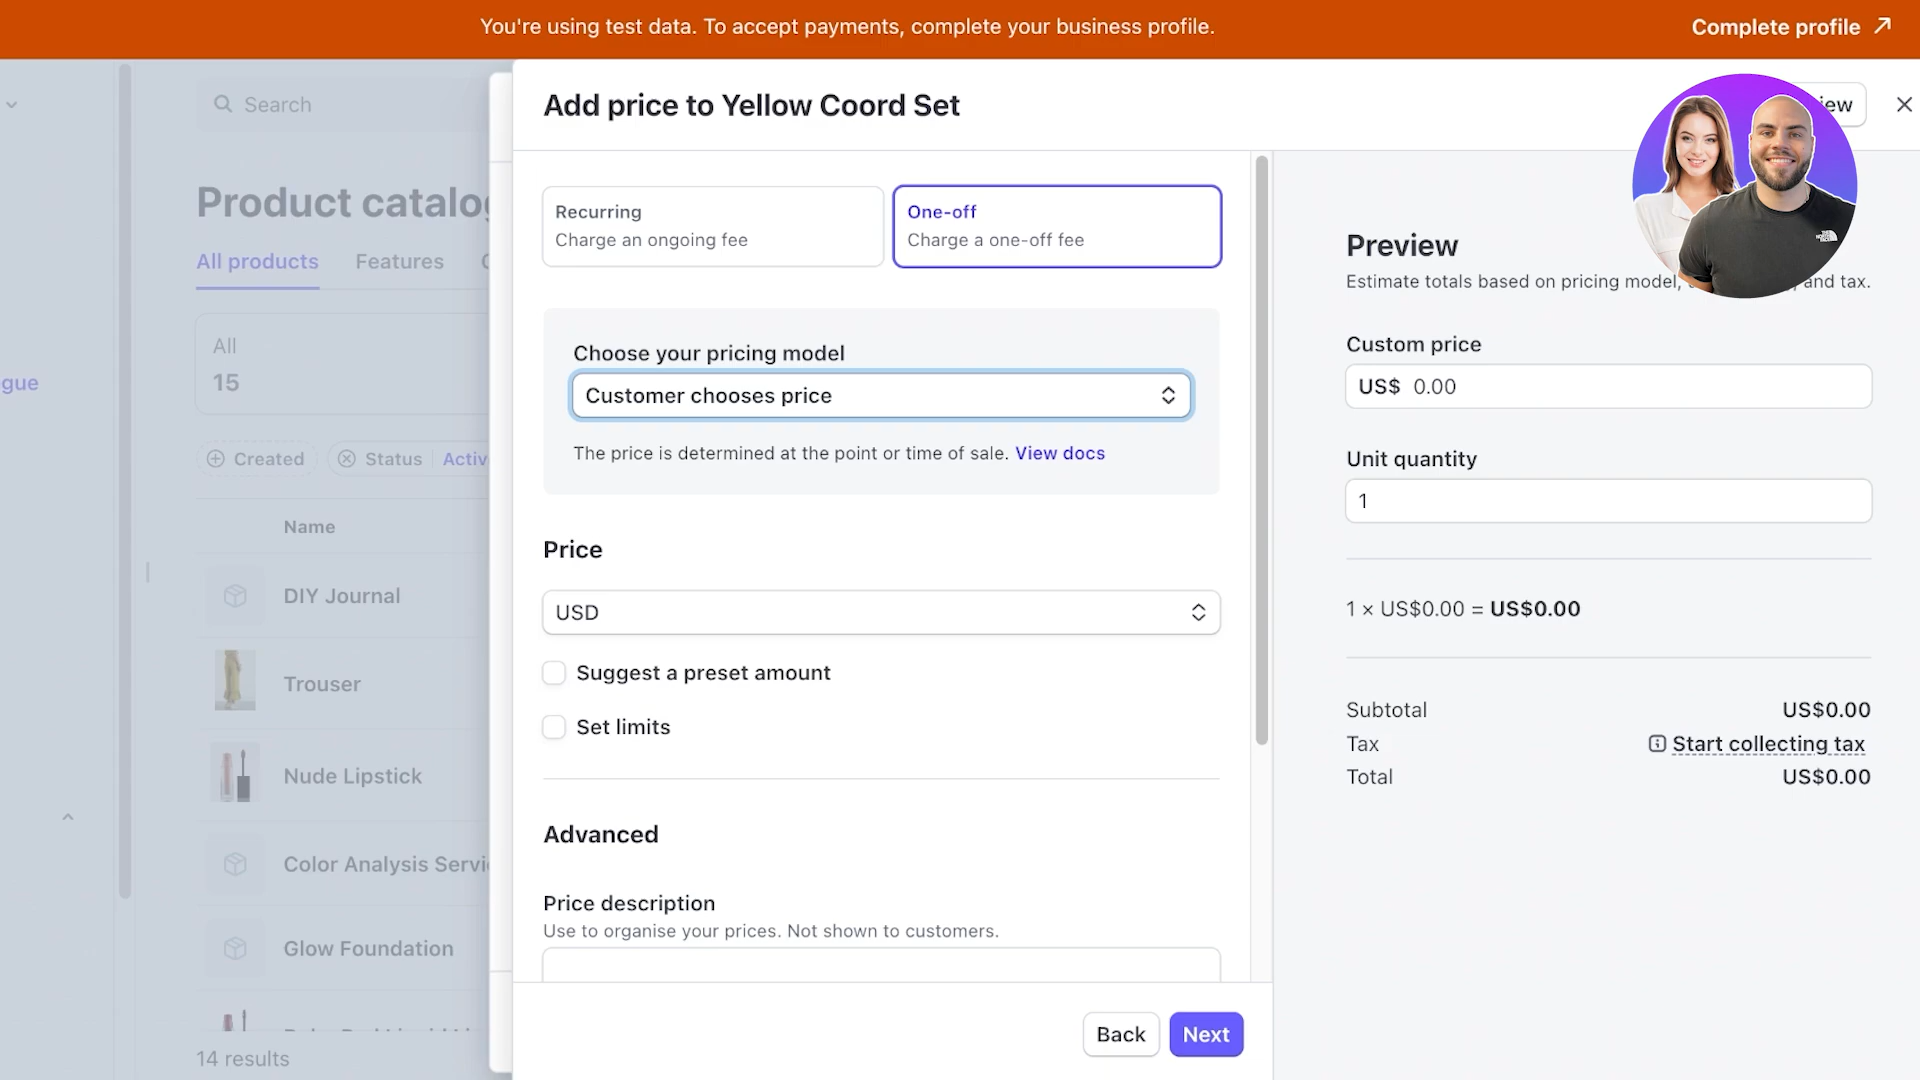 You're using test data. To accept payments, complete your business profile.
Complete profile
Search
Add price to Yellow Coord Set
Product catalog
All products
Features
Recurring
Charge an ongoing fee
One-off
Charge a one-off fee
Preview
Estimate totals based on pricing model, and tax.
All
15
gue
Choose your pricing model
Customer chooses price
The price is determined at the point or time of sale. View docs
Custom price
US$ 0.00
Created
Status
Activ
Unit quantity
1
Name
Price
USD
DIY Journal
1 × US$0.00 = US$0.00
Suggest a preset amount
Trouser
Set limits
Subtotal
US$0.00
Tax
Start collecting tax
Nude Lipstick
Total
US$0.00
Advanced
Color Analysis Servi
Price description
Use to organise your prices. Not shown to customers.
Glow Foundation
Back
Next
14 results